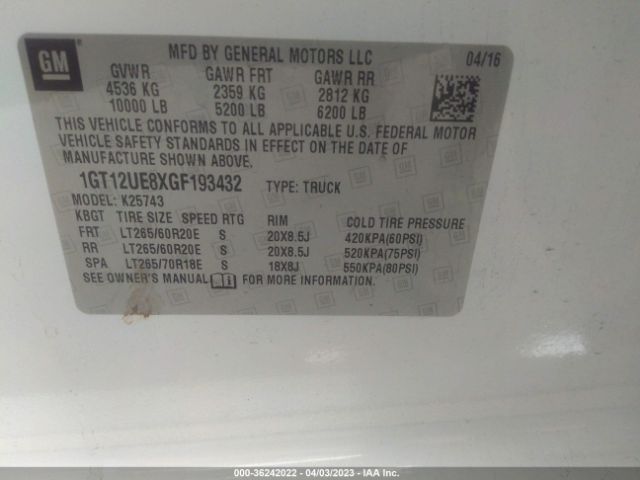 GM
MFD BY GENERAL MOTORS LLC 04/16
GVWR GAWR FRT GAWR RR
4536 KG 2359 KG 2812 KG
10000 LB 5200 LB 6200 LB
THIS VEHICLE CONFORMS TO ALL APPLICABLE U.S. FEDERAL MOTOR
VEHICLE SAFETY STANDARDS IN EFFECT ON THE DATE OF
MANUFACTURE SHOWN ABOVE.
1GT12UE8XGF193432 TYPE: TRUCK
MODEL: K25743
KBGT TIRE SIZE SPEED RTG RIM COLD TIRE PRESSURE
FRT LT265/60R20E S 20X8.5J 420KPA(60PSI)
RR LT265/60R20E S 20X8.5J 520KPA(75PSI)
SPA LT265/70R18E S 18X8J 550KPA(80PSI)
SEE OWNER'S MANUAL FOR MORE INFORMATION.
000-36242022 - 04/03/2023 - IAA Inc.